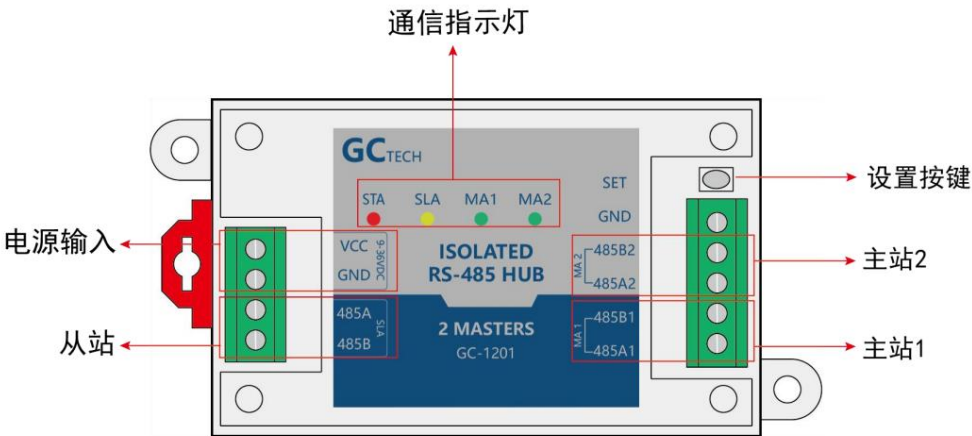 通信指示灯
GCTECH
STA SLA MA1 MA2
SET
设置按键
GND
电源输入
VCC
GND
9-36VDC
ISOLATED
RS-485 HUB
MA 2
485B2
485A2
主站2
从站
485A
485B
SLA
2 MASTERS
GC-1201
MA 1
485B1
485A1
主站1